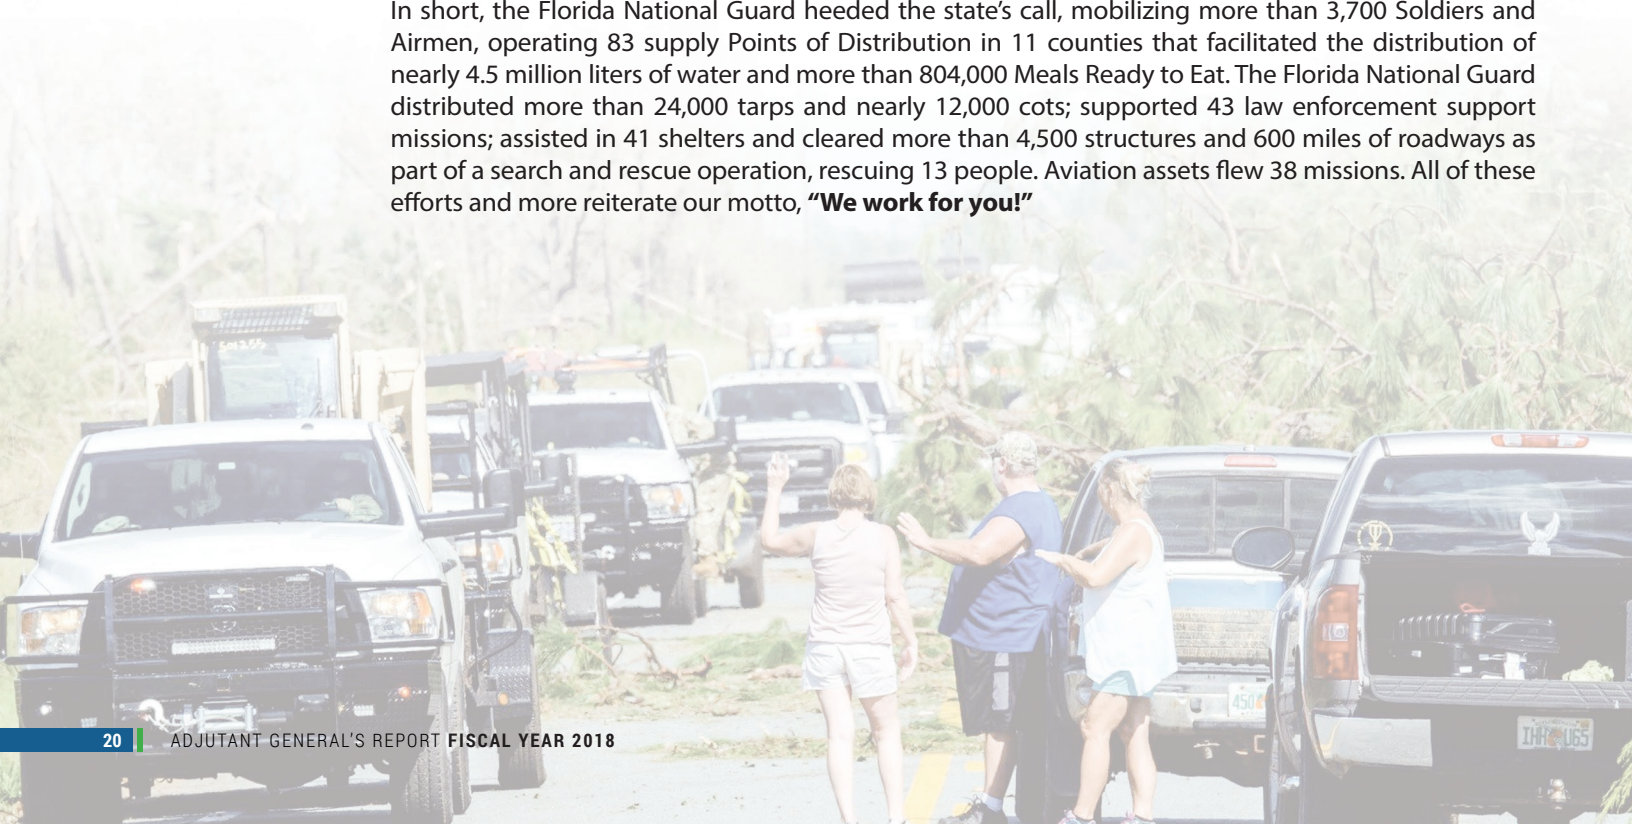 In short, the Florida National Guard heeded the state’s call, mobilizing more than 3,700 Soldiers and
Airmen, operating 83 supply Points of Distribution in 11 counties that facilitated the distribution of
nearly 4.5 million liters of water and more than 804,000 Meals Ready to Eat. The Florida National Guard
distributed more than 24,000 tarps and nearly 12,000 cots; supported 43 law enforcement support
missions; assisted in 41 shelters and cleared more than 4,500 structures and 600 miles of roadways as
part of a search and rescue operation, rescuing 13 people. Aviation assets flew 38 missions. All of these
efforts and more reiterate our motto, “We work for you!”
450
20 ADJUTANT GENERAL’S REPORT FISCAL YEAR 2018